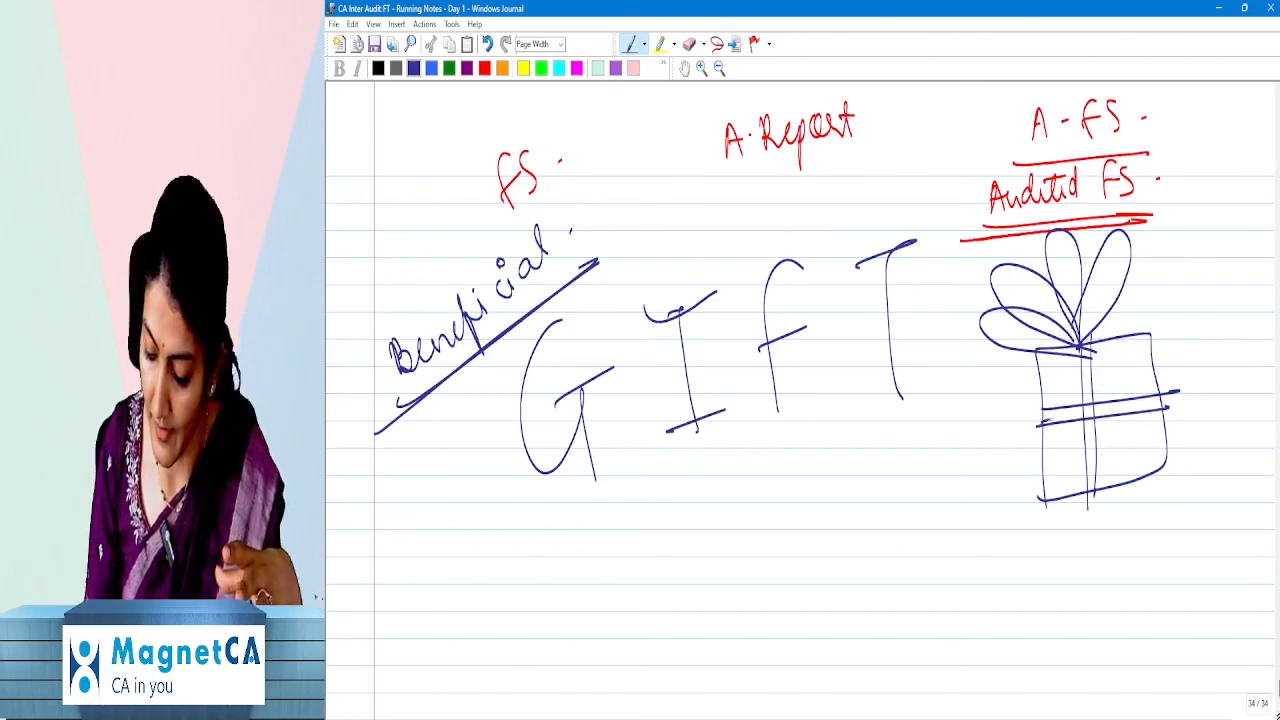 CA Inter Audit FT - Running Notes - Day 1 - Windows Journal
File Edit View Insert Actions Tools Help
Page Width
B I
FS.
A. Report
A - FS.
Audited FS.
Beneficial.
GIFT
MagnetCA
CA in you
34 / 34